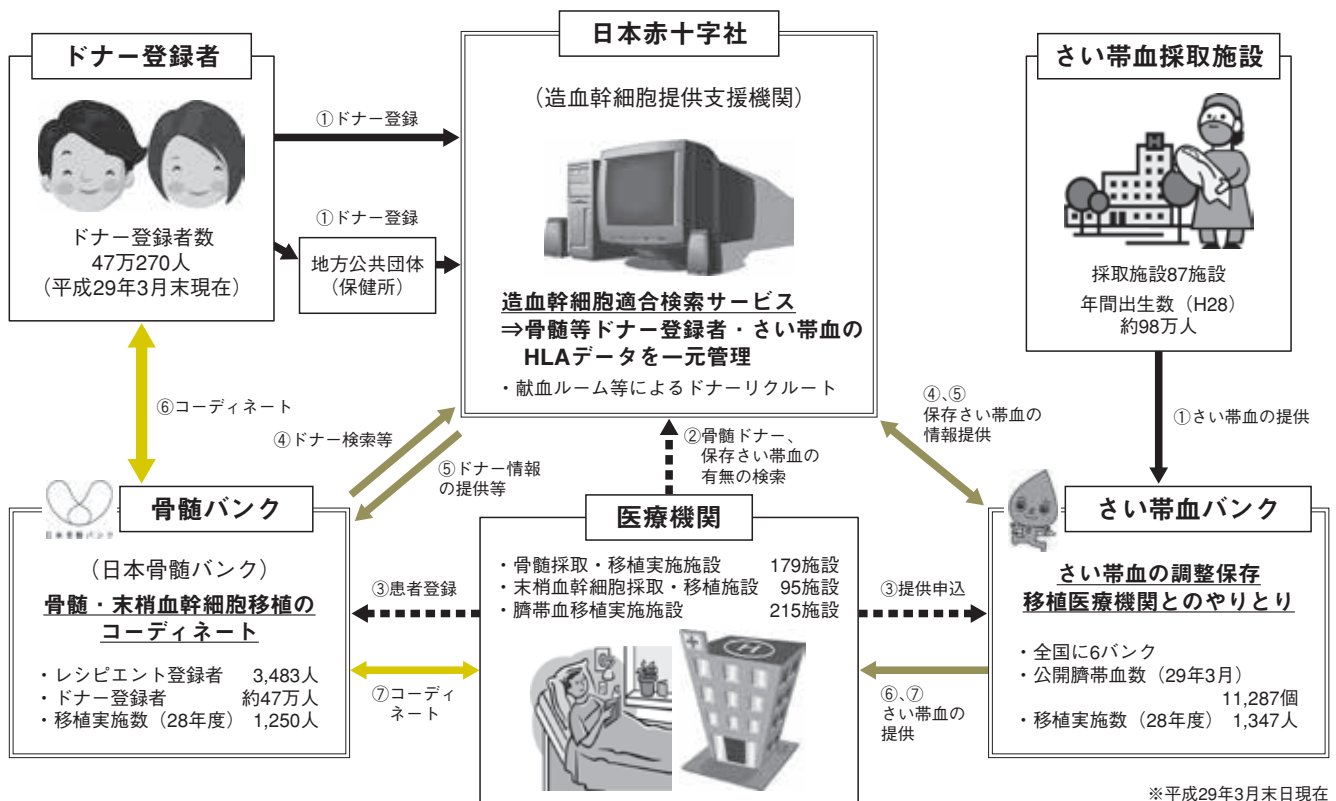 ドナー登録者
ドナー登録者数
47万270人
（平成29年3月末現在）
①ドナー登録
①ドナー登録
地方公共団体
（保健所）
日本赤十字社
（造血幹細胞提供支援機関）
造血幹細胞適合検索サービス
⇒骨髄等ドナー登録者・さい帯血の
HLAデータを一元管理
・献血ルーム等によるドナーリクルート
さい帯血採取施設
採取施設87施設
年間出生数（H28）
約98万人
⑥コーディネート
④ドナー検索等
⑤ドナー情報
の提供等
②骨髄ドナー、
保存さい帯血の
有無の検索
④、⑤
保存さい帯血の
情報提供
①さい帯血の提供
日本骨髄バンク
骨髄バンク
（日本骨髄バンク）
骨髄・末梢血幹細胞移植の
コーディネート
・レシピエント登録者 3,483人
・ドナー登録者 約47万人
・移植実施数（28年度） 1,250人
③患者登録
⑦コーディ
ネート
医療機関
・骨髄採取・移植実施施設 179施設
・末梢血幹細胞採取・移植施設 95施設
・臍帯血移植実施施設 215施設
H
③提供申込
⑥、⑦
さい帯血の
提供
さい帯血バンク
さい帯血の調整保存
移植医療機関とのやりとり
・全国に6バンク
・公開臍帯血数（29年3月）
11,287個
・移植実施数（28年度） 1,347人
※平成29年3月末日現在